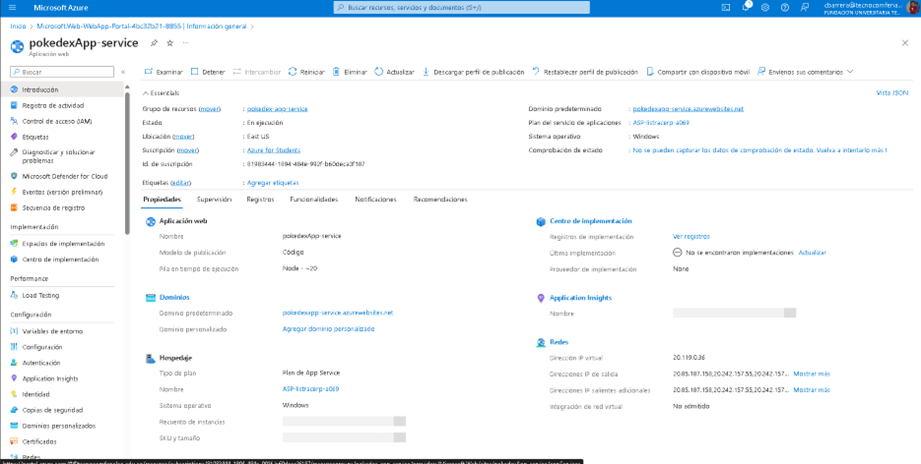 Microsoft Azure
Buscar recursos, servicios y documentos (G+/)
cbarrera@tecnocomfena...
FUNDACION UNIVERSITARIA TE...
Inicio > Microsoft.Web-WebApp-Portal-4bc32b21-8855 | Información general >
pokedexApp-service
Aplicación web
Buscar
Examinar Detener Intercambiar Reiniciar Eliminar Actualizar Descargar perfil de publicación Restablecer perfil de publicación Compartir con dispositivo móvil Envíenos sus comentarios
Introducción
Registro de actividad
Control de acceso (IAM)
Etiquetas
Diagnosticar y solucionar problemas
Microsoft Defender for Cloud
Eventos (versión preliminar)
Secuencia de registro
Implementación
Espacios de implementación
Centro de implementación
Performance
Load Testing
Configuración
Variables de entorno
Configuración
Autenticación
Application Insights
Identidad
Copias de seguridad
Dominios personalizados
Certificados
Redes
Essentials
Vista JSON
Grupo de recursos (mover) : pokedex-app-service
Estado : En ejecución
Ubicación (mover) : East US
Suscripción (mover) : Azure for Students
Id. de suscripción
Etiquetas (editar) : Agregar etiquetas
Dominio predeterminado : pokedexapp-service.azurewebsites.net
Plan del servicio de aplicaciones : ASP-listracerp-a069
Sistema operativo : Windows
Comprobación de estado : No se pueden capturar los datos de comprobación de estado. Vuelva a intentarlo más t
Propiedades Supervisión Registros Funcionalidades Notificaciones Recomendaciones
Aplicación web
Nombre pokedexApp-service
Modelo de publicación Código
Pila en tiempo de ejecución Node - ~20
Dominios
Dominio predeterminado pokedexapp-service.azurewebsites.net
Dominio personalizado Agregar dominio personalizado
Hospedaje
Tipo de plan Plan de App Service
Nombre ASP-listracerp-a069
Sistema operativo Windows
Recuento de instancias
SKU y tamaño
Centro de implementación
Registros de implementación Ver registros
Última implementación No se encontraron implementaciones Actualizar
Proveedor de implementación None
Application Insights
Nombre
Redes
Dirección IP virtual 20.119.0.36
Direcciones IP de salida 20.85.187.158,20.242.157.55,20.242.157... Mostrar más
Direcciones IP salientes adicionales 20.85.187.158,20.242.157.55,20.242.157... Mostrar más
Integración de red virtual No admitido